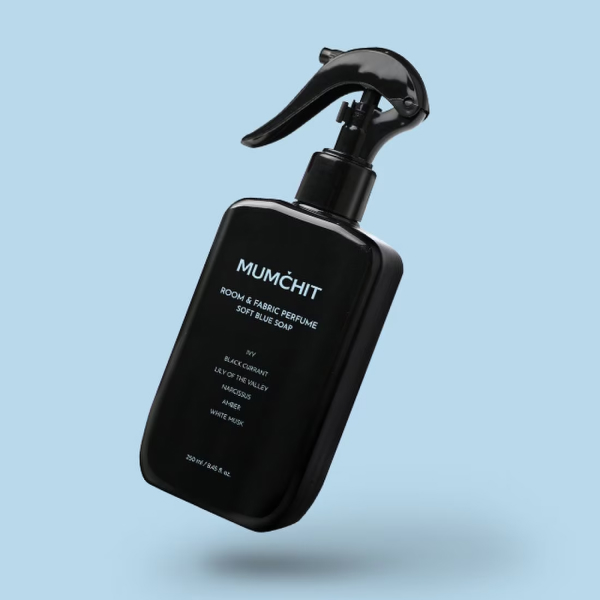 MUMČHIT
ROOM & FABRIC PERFUME
SOFT BLUE SOAP
IVY
BLACK CURRANT
LILY OF THE VALLEY
NARCISSUS
AMBER
WHITE MUSK
250 ml / 8.45 fl. oz.